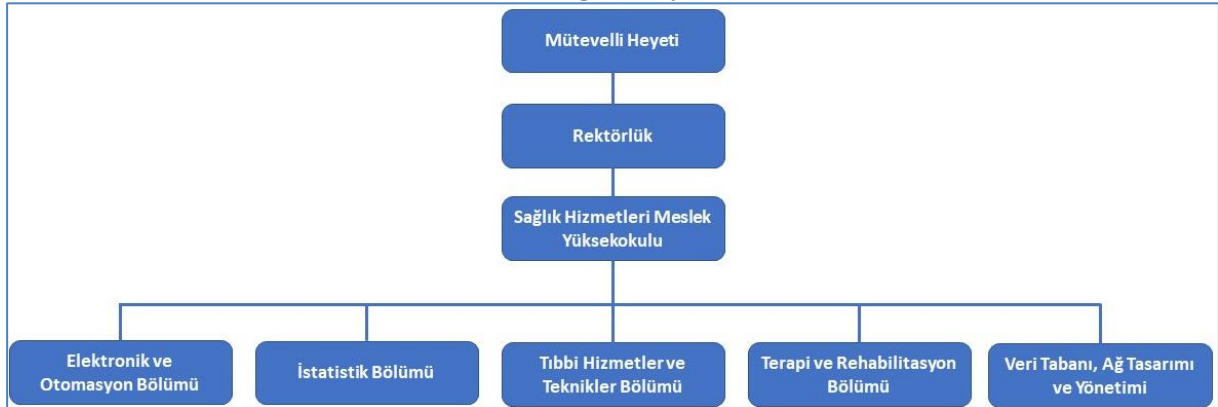 Mütevelli Heyeti
Rektörlük
Sağlık Hizmetleri Meslek
Yüksekokulu
Elektronik ve
Otomasyon Bölümü
İstatistik Bölümü
Tıbbi Hizmetler ve
Teknikler Bölümü
Terapi ve Rehabilitasyon
Bölümü
Veri Tabanı, Ağ Tasarımı
ve Yönetimi